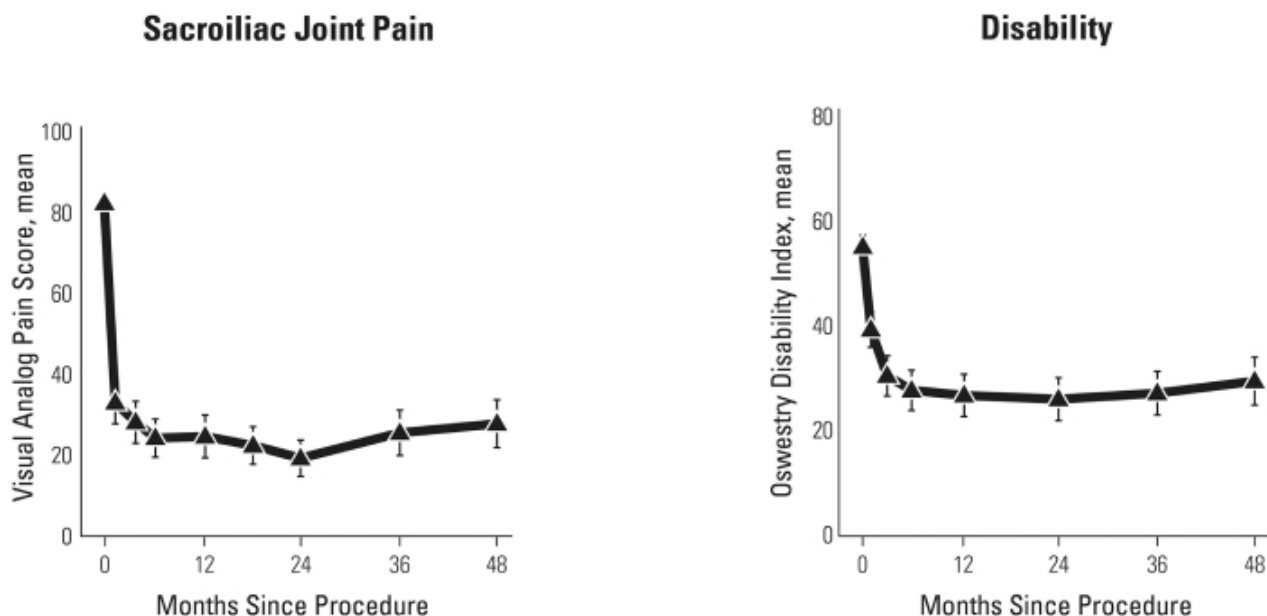 Sacroiliac Joint Pain
Visual Analog Pain Score, mean
100
80
60
40
20
0
0 12 24 36 48
Months Since Procedure
Disability
Oswestry Disability Index, mean
80
60
40
20
0
0 12 24 36 48
Months Since Procedure